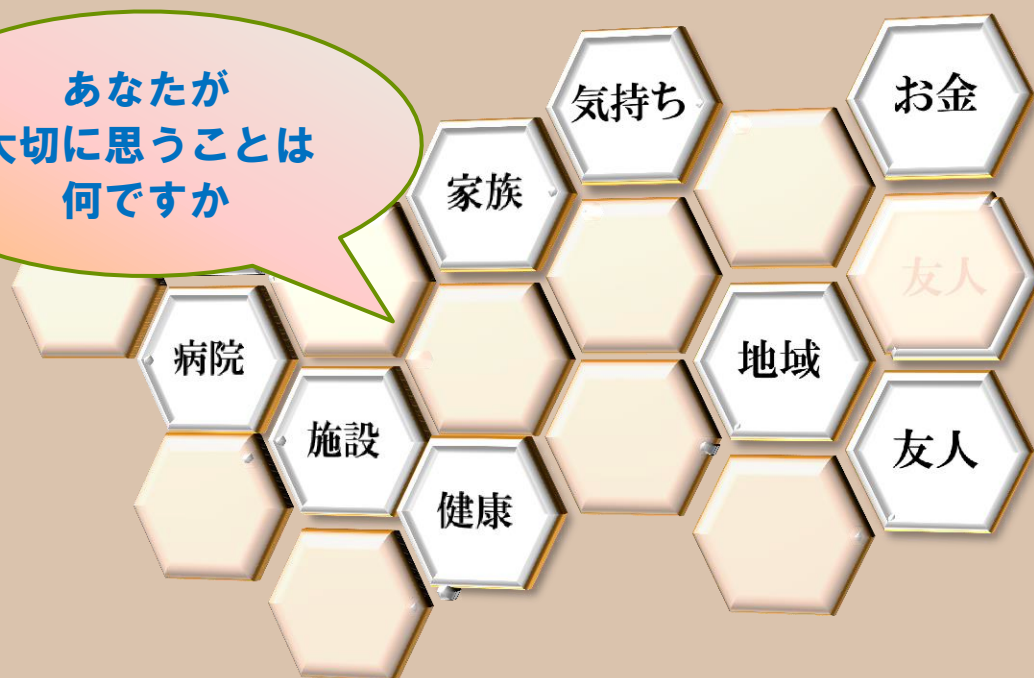 あなたが
大切に思うことは
何ですか
気持ち
お金
家族
友人
病院
地域
施設
友人
健康